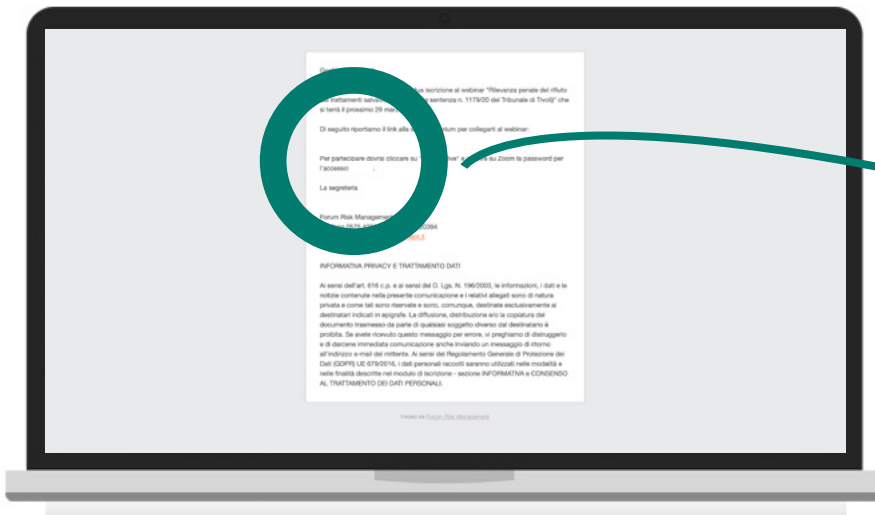 tua iscrizione al webinar "Rilevanza penale del rifiuto
dei trattamenti salva sentenza n. 1179/20 del Tribunale di Tivoli)" che
si terrà il prossimo 29
Di seguito riportiamo il link alla per collegarti al webinar:
Per partecipare dovrai cliccare su su Zoom la password per
l'accesso .
La segreteria
Forum Risk Management
INFORMATIVA PRIVACY E TRATTAMENTO DATI
Ai sensi dell'art. 616 c.p. e ai sensi del D. Lgs. N. 196/2003, le informazioni, i dati e le
notizie contenute nella presente comunicazione e i relativi allegati sono di natura
privata e come tali sono riservate e sono, comunque, destinate esclusivamente ai
destinatari indicati in epigrafe. La diffusione, distribuzione e/o la copiatura del
documento trasmesso da parte di qualsiasi soggetto diverso dal destinatario è
proibita. Se avete ricevuto questo messaggio per errore, vi preghiamo di distruggerlo
e di darcene immediata comunicazione anche inviando un messaggio di ritorno
all'indirizzo e-mail del mittente. Ai sensi del Regolamento Generale di Protezione dei
Dati (GDPR) UE 679/2016, i dati personali raccolti saranno utilizzati nelle modalità e
nelle finalità descritte nel modulo di iscrizione - sezione INFORMATIVA e CONSENSO
AL TRATTAMENTO DEI DATI PERSONALI.
Inviato da Forum Risk Management